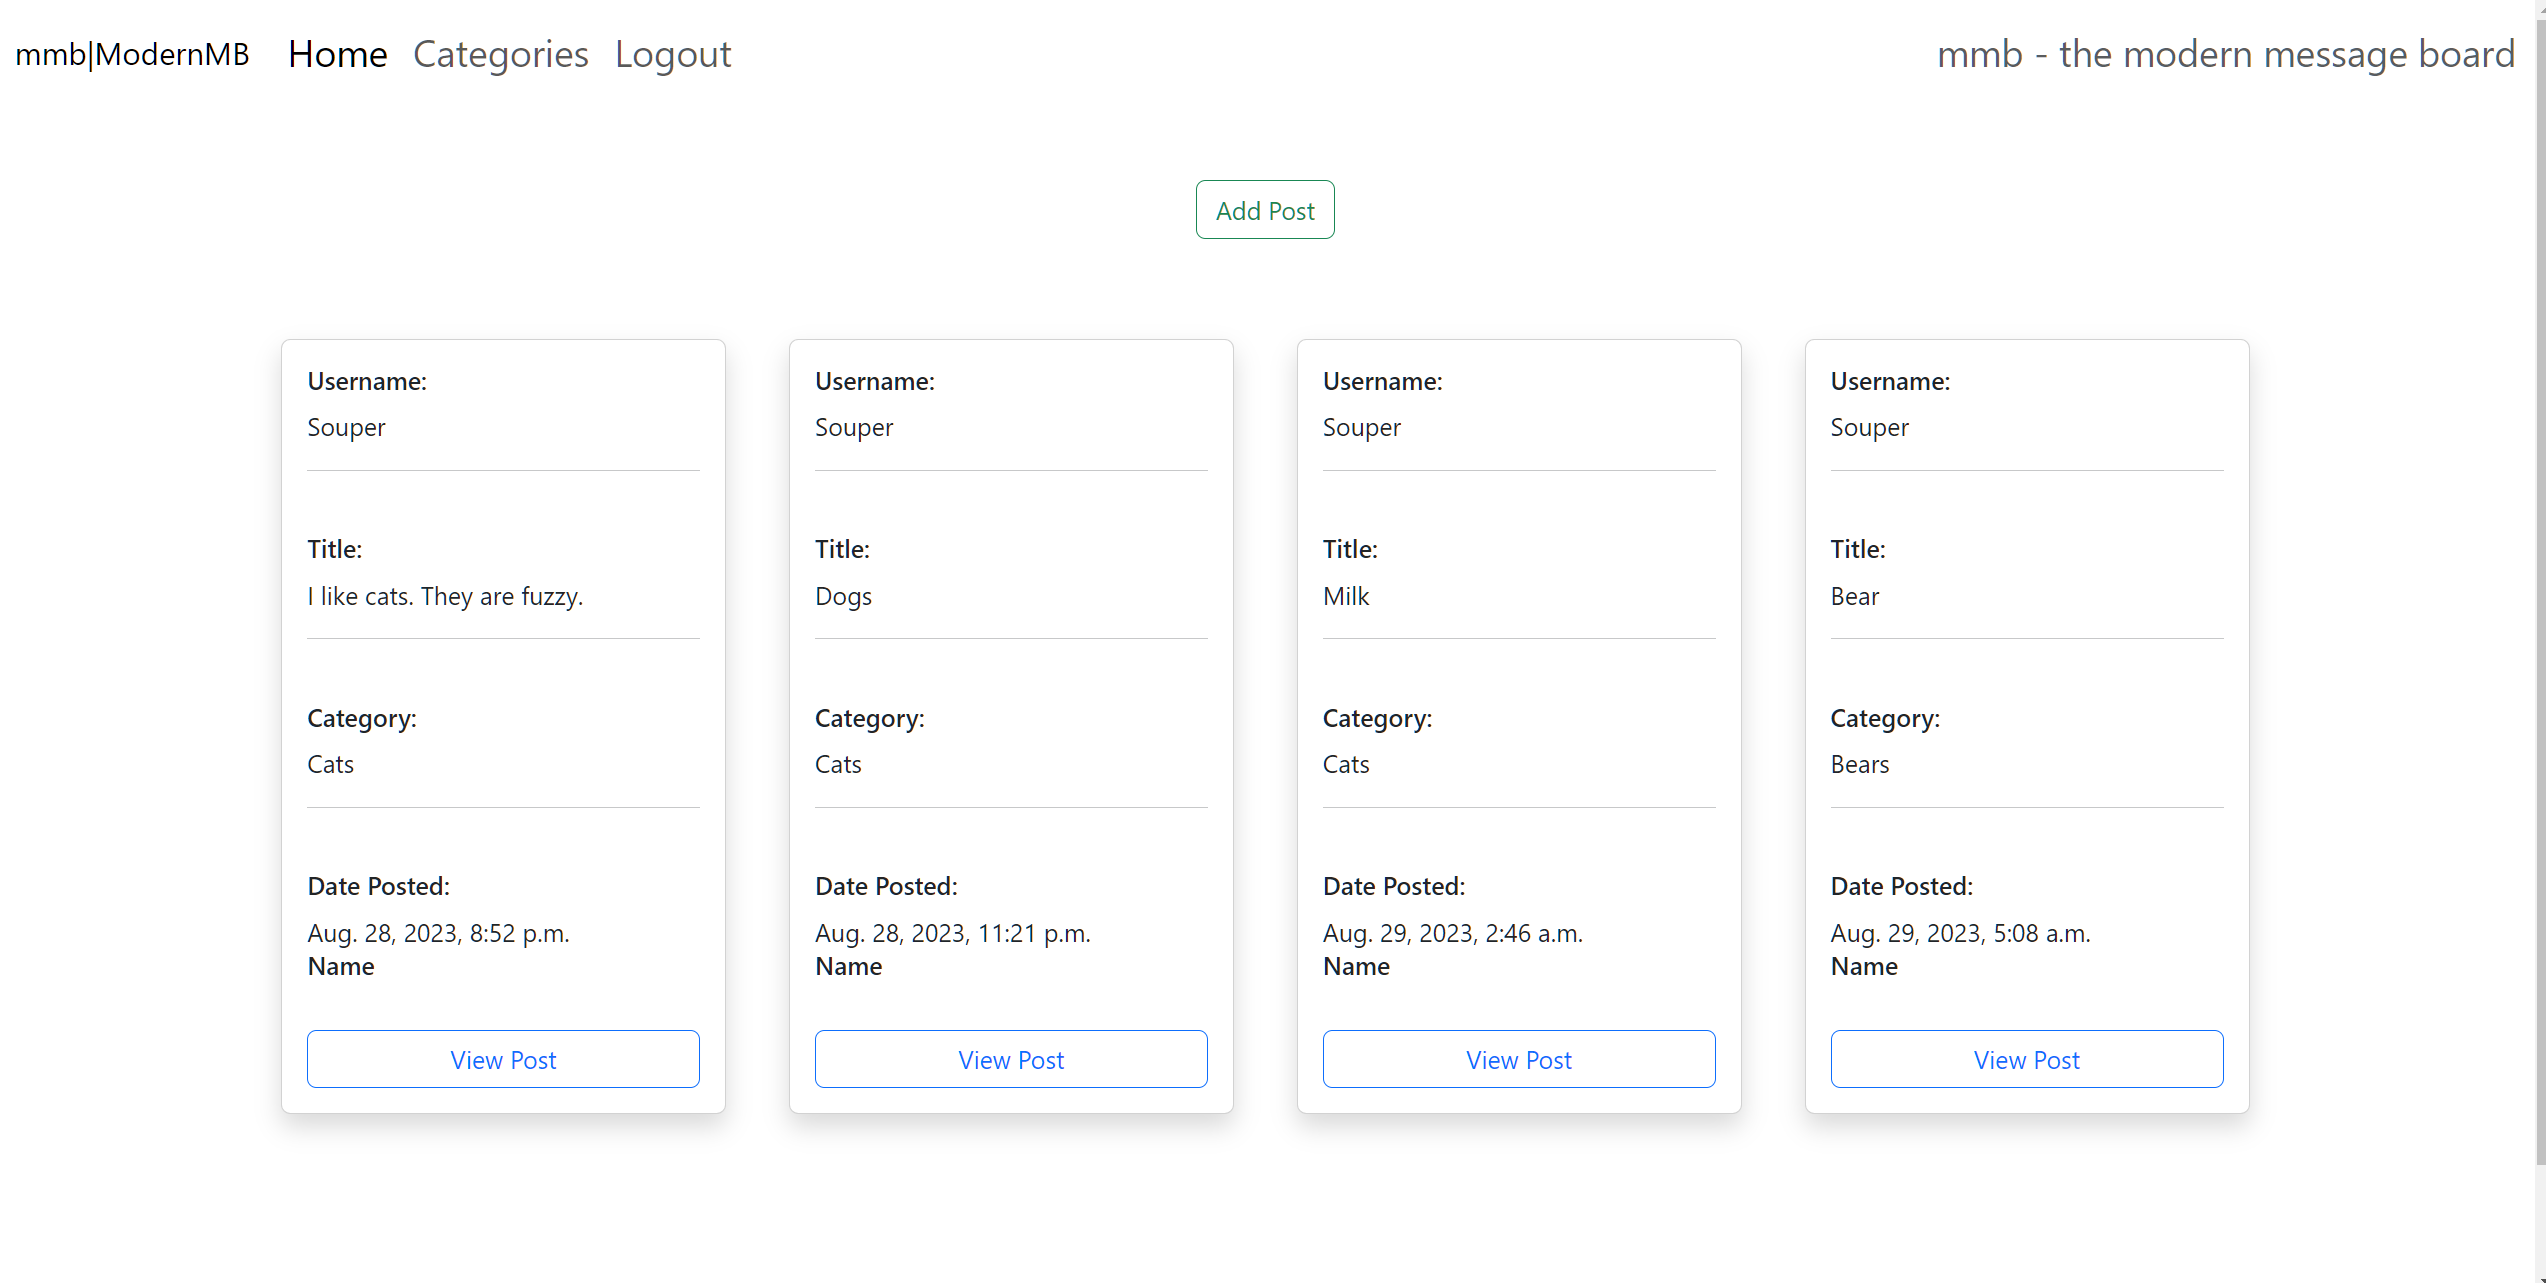 mmb|ModernMB Home Categories Logout mmb - the modern message board
Add Post
Username:
Souper
Title:
I like cats. They are fuzzy.
Category:
Cats
Date Posted:
Aug. 28, 2023, 8:52 p.m.
Name
View Post
Username:
Souper
Title:
Dogs
Category:
Cats
Date Posted:
Aug. 28, 2023, 11:21 p.m.
Name
View Post
Username:
Souper
Title:
Milk
Category:
Cats
Date Posted:
Aug. 29, 2023, 2:46 a.m.
Name
View Post
Username:
Souper
Title:
Bear
Category:
Bears
Date Posted:
Aug. 29, 2023, 5:08 a.m.
Name
View Post